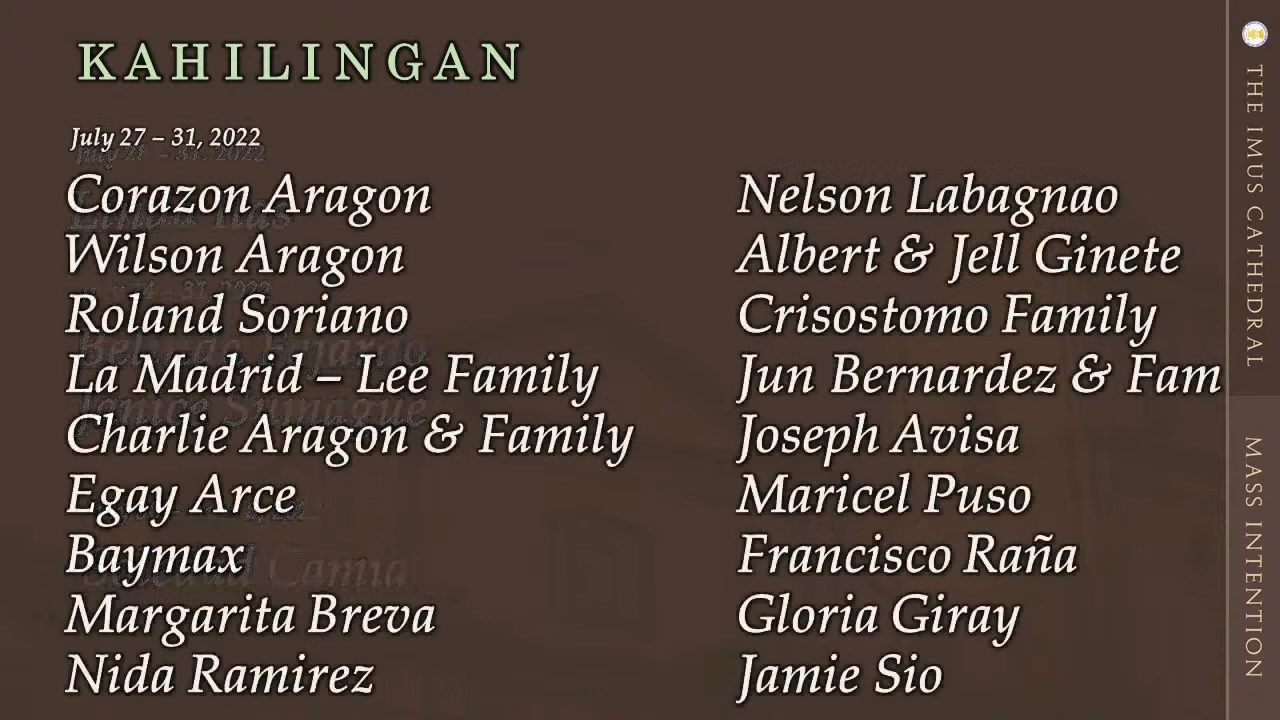 KAHILINGAN
July 27 – 31, 2022
Corazon Aragon
Wilson Aragon
Roland Soriano
La Madrid – Lee Family
Charlie Aragon & Family
Egay Arce
Baymax
Margarita Breva
Nida Ramirez
Nelson Labagnao
Albert & Jell Ginete
Crisostomo Family
Jun Bernardez & Fam
Joseph Avisa
Maricel Puso
Francisco Raña
Gloria Giray
Jamie Sio
THE IMUS CATHEDRAL
MASS INTENTION